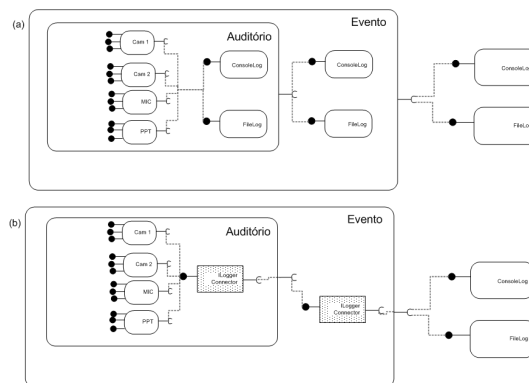 (a)
Evento
Auditório
Cam 1
Cam 2
MIC
PPT
ConsoleLog
FileLog
ConsoleLog
FileLog
ConsoleLog
FileLog
(b)
Evento
Auditório
Cam 1
Cam 2
MIC
PPT
ILogger
Connector
ILogger
Connector
ConsoleLog
FileLog